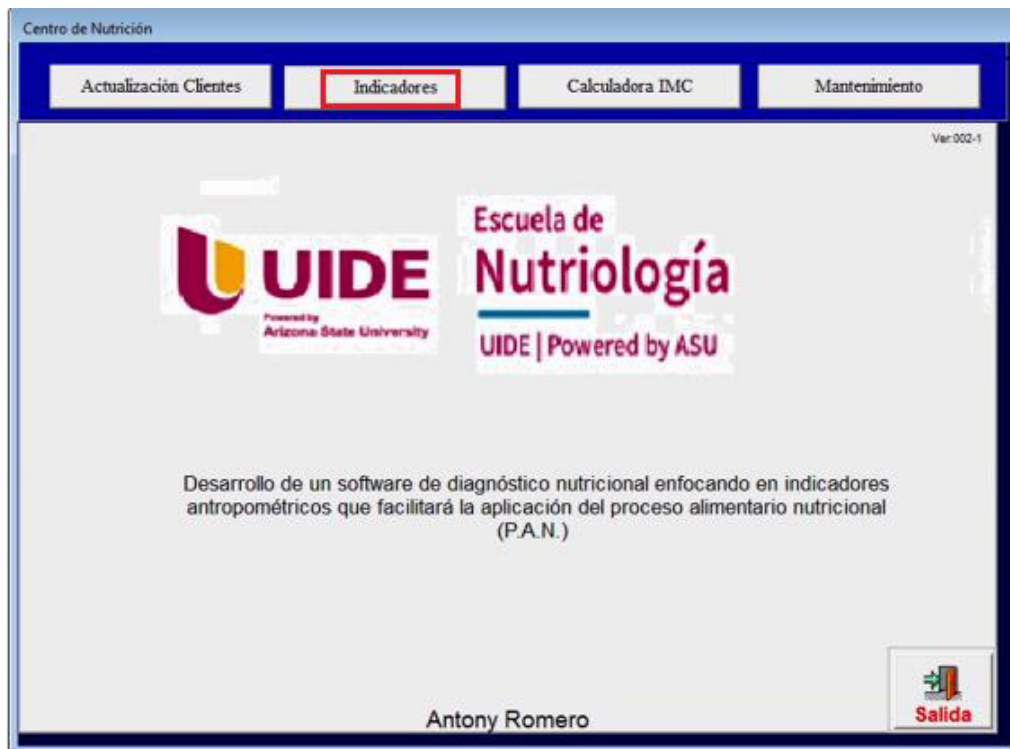 Centro de Nutrición
Actualización Clientes
Indicadores
Calculadora IMC
Mantenimiento
Ver:002-1
UIDE
Powered by
Arizona State University
Escuela de
Nutriología
UIDE | Powered by ASU
Desarrollo de un software de diagnóstico nutricional enfocando en indicadores
antropométricos que facilitará la aplicación del proceso alimentario nutricional
(P.A.N.)
Antony Romero
Salida